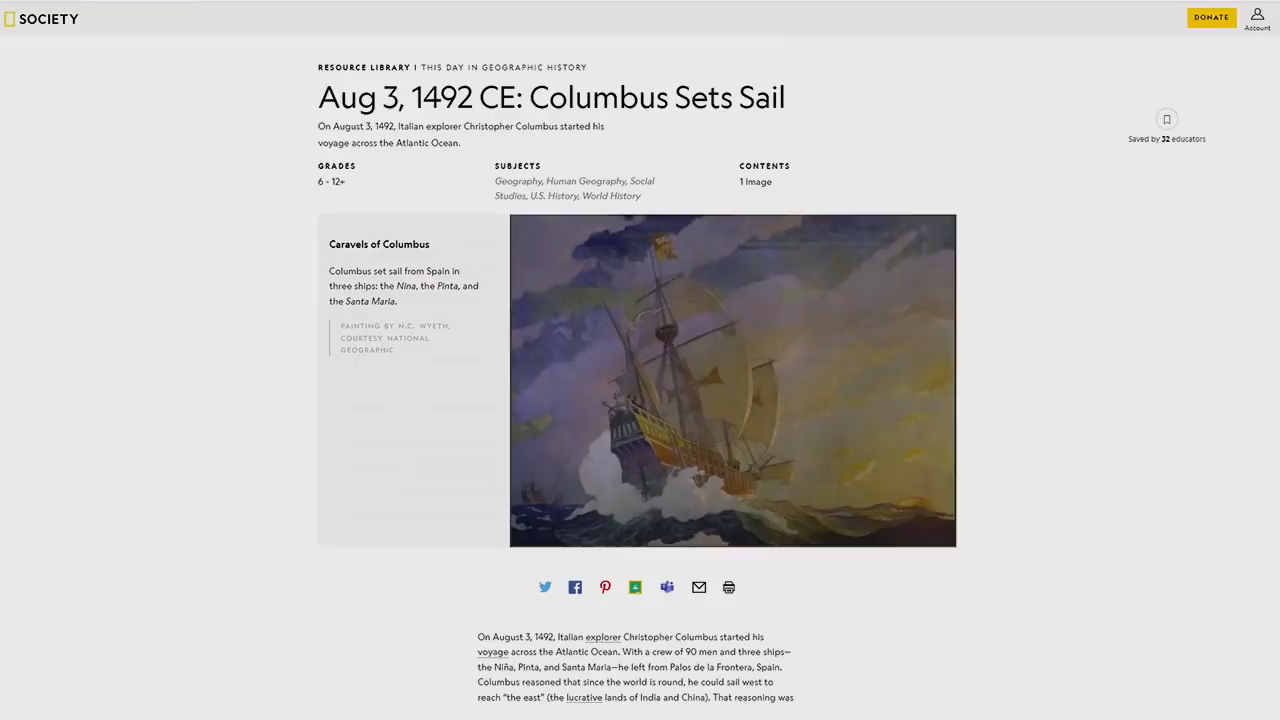 SOCIETY
DONATE
Account
RESOURCE LIBRARY | THIS DAY IN GEOGRAPHIC HISTORY
Aug 3, 1492 CE: Columbus Sets Sail
On August 3, 1492, Italian explorer Christopher Columbus started his
voyage across the Atlantic Ocean.
Saved by 32 educators
GRADES
6 - 12+
SUBJECTS
Geography, Human Geography, Social
Studies, U.S. History, World History
CONTENTS
1 Image
Caravels of Columbus
Columbus set sail from Spain in
three ships: the Nina, the Pinta, and
the Santa Maria.
PAINTING BY N.C. WYETH,
COURTESY NATIONAL
GEOGRAPHIC
On August 3, 1492, Italian explorer Christopher Columbus started his
voyage across the Atlantic Ocean. With a crew of 90 men and three ships—
the Niña, Pinta, and Santa Maria—he left from Palos de la Frontera, Spain.
Columbus reasoned that since the world is round, he could sail west to
reach “the east” (the lucrative lands of India and China). That reasoning was